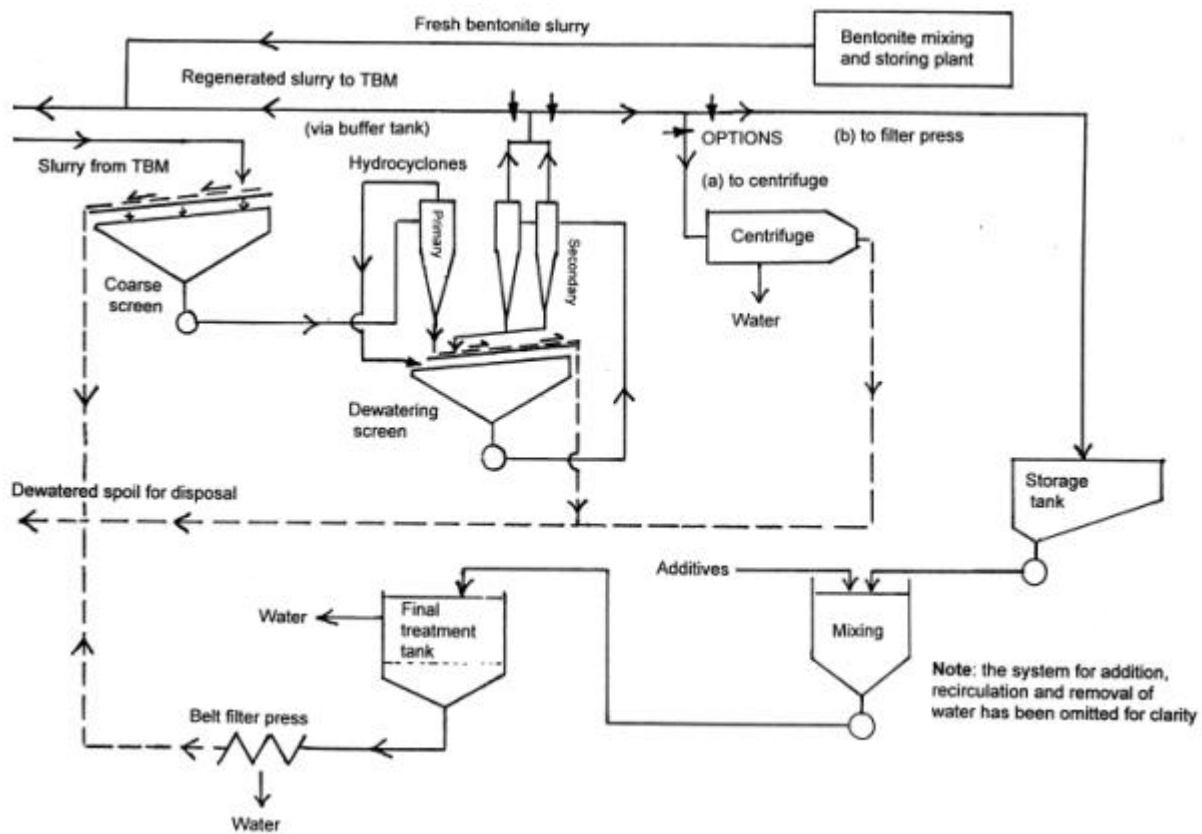 Fresh bentonite slurry
Bentonite mixing
and storing plant
Regenerated slurry to TBM
(via buffer tank)
OPTIONS
(b) to filter press
Slurry from TBM
Hydrocyclones
(a) to centrifuge
Primary
Secondary
Centrifuge
Coarse
screen
Water
Dewatering
screen
Dewatered spoil for disposal
Storage
tank
Additives
Water
Final
treatment
tank
Mixing
Note: the system for addition,
recirculation and removal of
water has been omitted for clarity
Belt filter press
Water